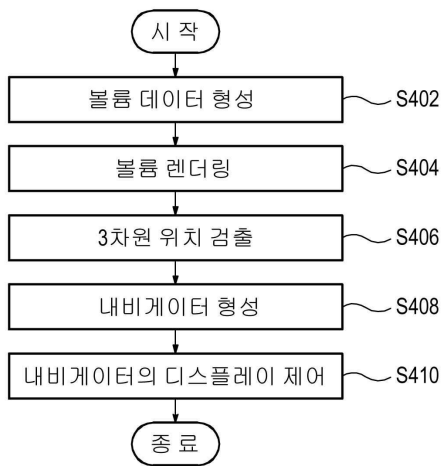 시 작
볼륨 데이터 형성
S402
볼륨 렌더링
S404
3차원 위치 검출
S406
내비게이터 형성
S408
내비게이터의 디스플레이 제어
S410
종 료